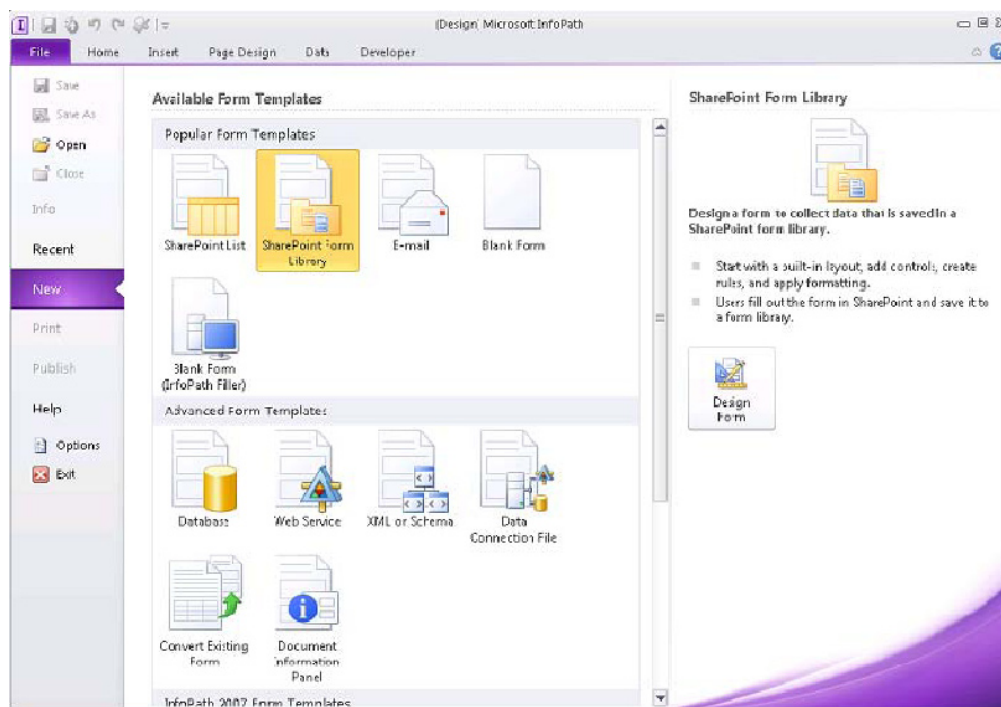 (Design) Microsoft InfoPath
File Home Insert Page Design Data Developer
Save
Save As
Open
Close
Info
Recent
New
Print
Publish
Help
Options
Exit
Available Form Templates
Popular Form Templates
SharePoint List
SharePoint Form
Library
E-mail
Blank Form
Blank Form
(InfoPath Filler)
Advanced Form Templates
Database
Web Service
XML or Schema
Data
Connection File
Convert Existing
Form
Document
Information
Panel
InfoPath 2007 Form Templates
SharePoint Form Library
Design a form to collect data that is saved in a
SharePoint form library.
Start with a built-in layout, add controls, create
rules, and apply formatting.
Users fill out the form in SharePoint and save it to
a form library.
Design
Form